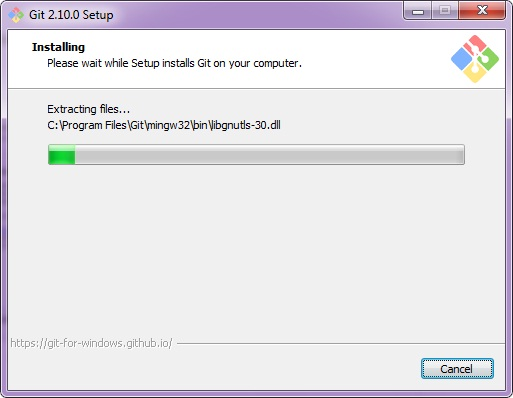 Git 2.10.0 Setup
Installing
Please wait while Setup installs Git on your computer.
Extracting files...
C:\Program Files\Git\mingw32\bin\libgnutls-30.dll
https://git-for-windows.github.io/
Cancel